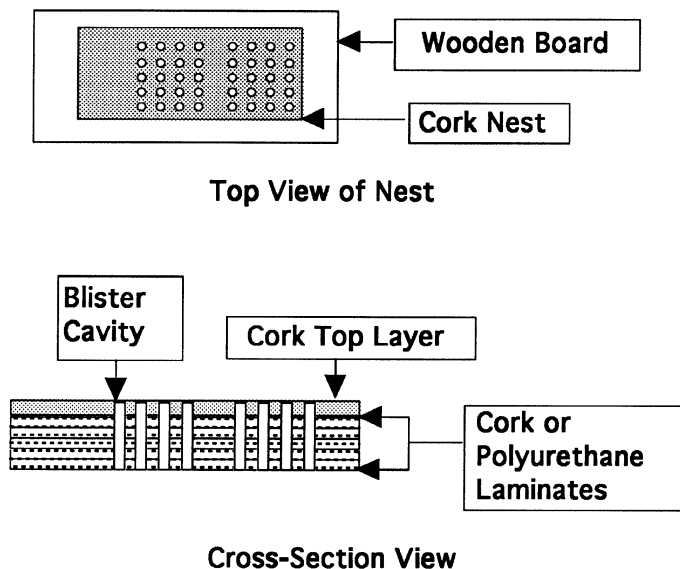 Wooden Board
Cork Nest
Top View of Nest
Blister
Cavity
Cork Top Layer
Cork or
Polyurethane
Laminates
Cross-Section View